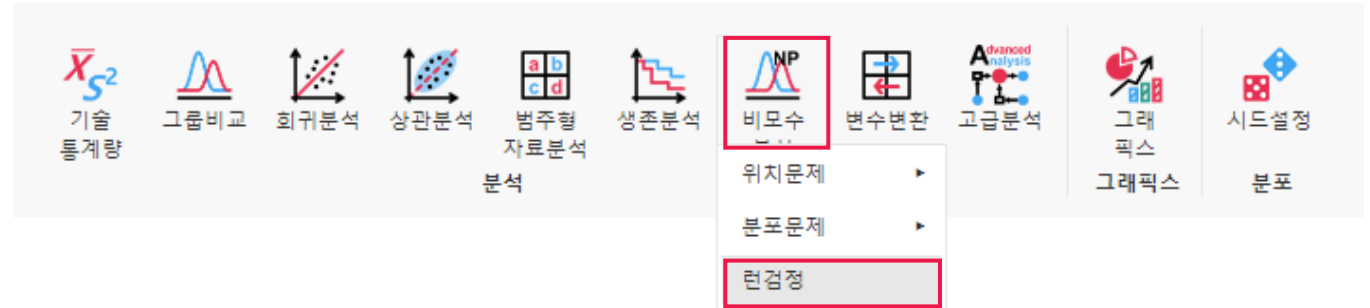 X S²
NP
a b
c d
Advanced
Analysis
기술
통계량
그룹비교
회귀분석
상관분석
범주형
자료분석
생존분석
비모수
변수변환
고급분석
그래
픽스
시드설정
분석
그래픽스
분포
위치문제
분포문제
런검정